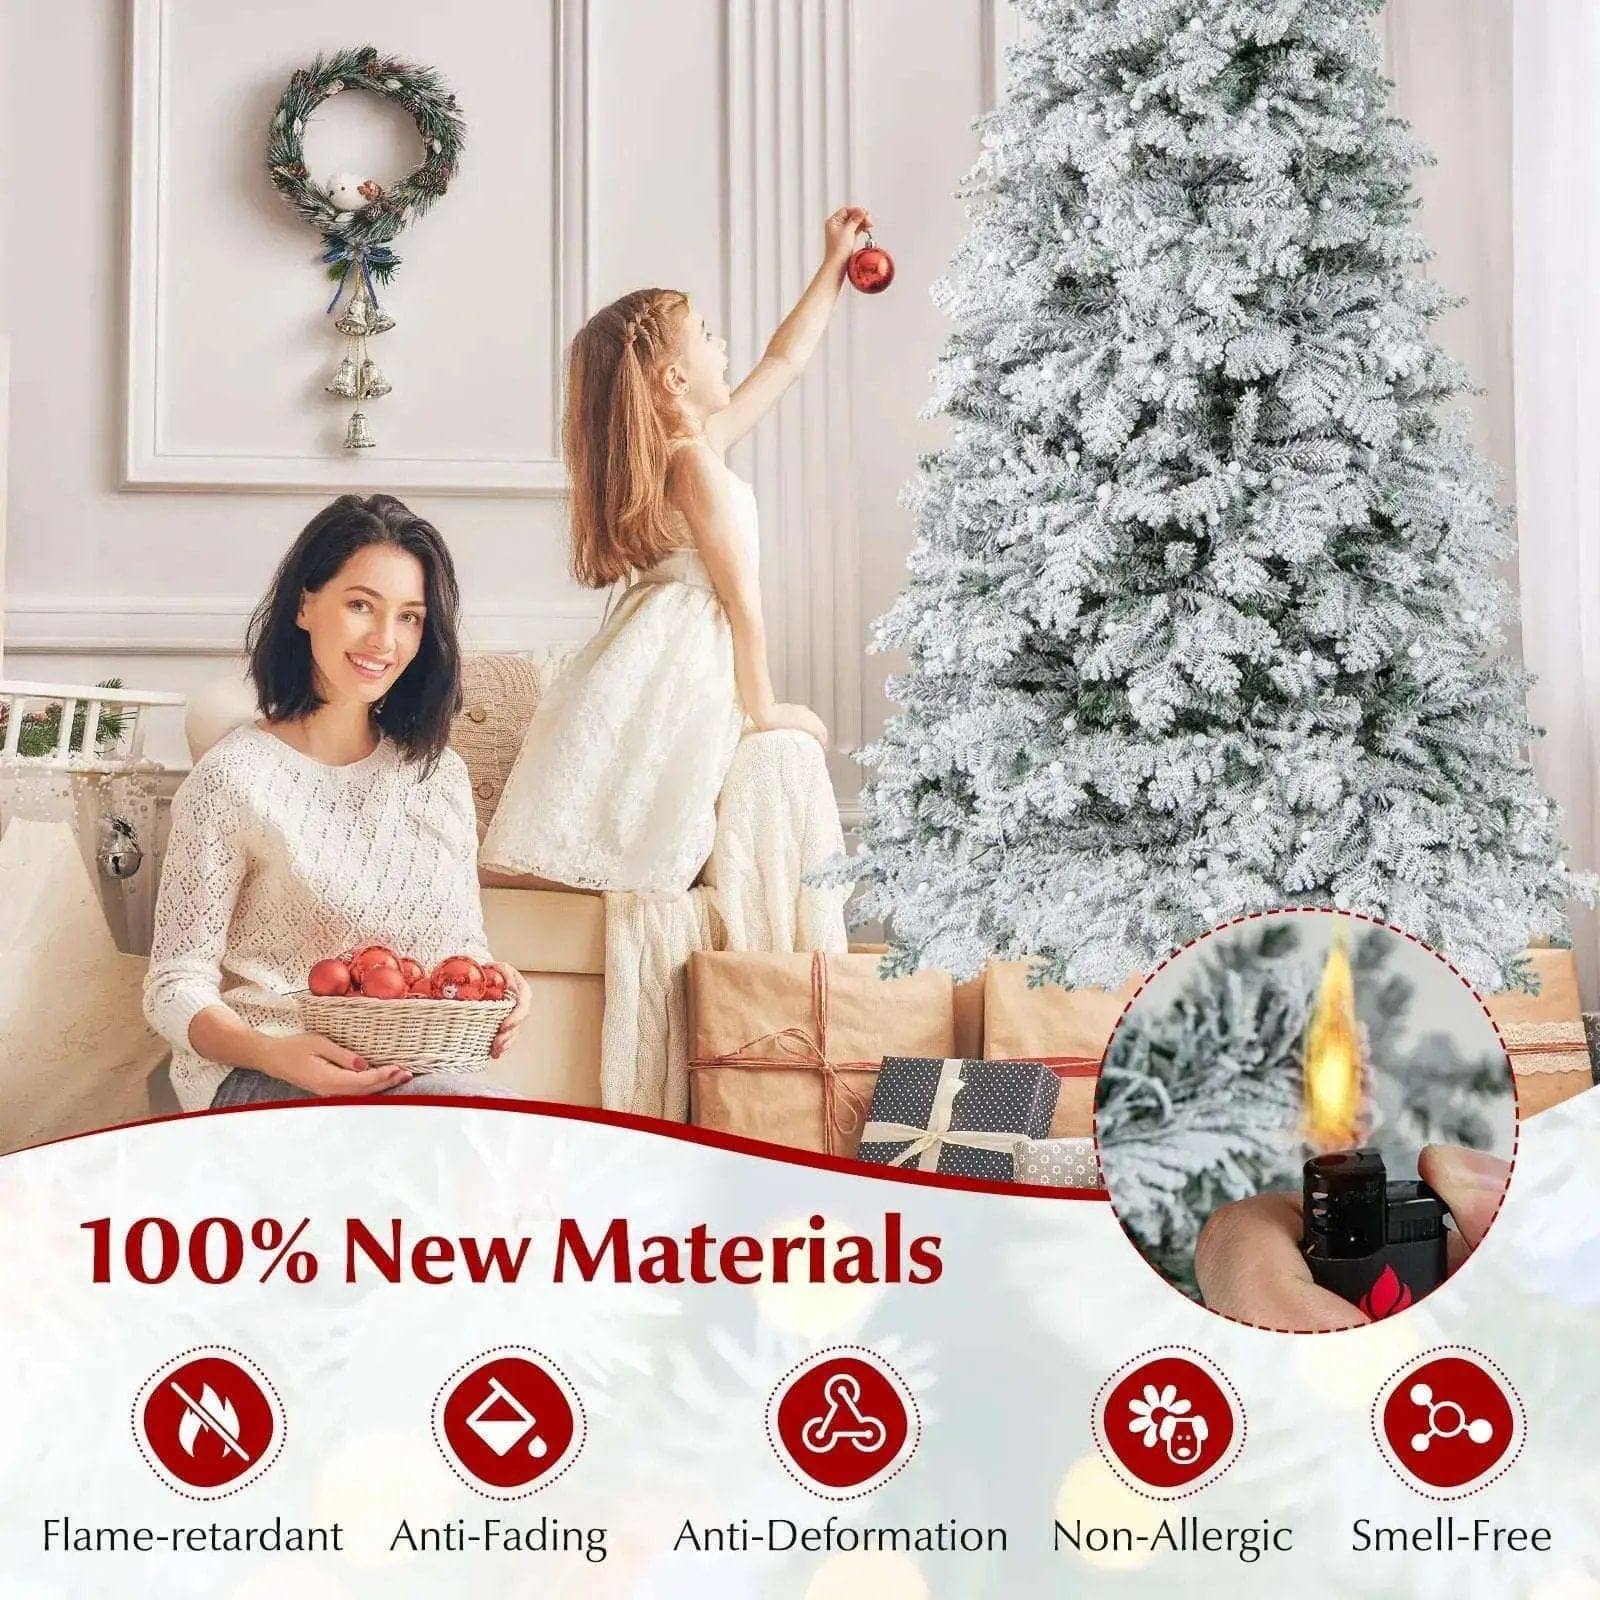 100% New Materials
Flame-retardant
Anti-Fading
Anti-Deformation
Non-Allergic
Smell-Free